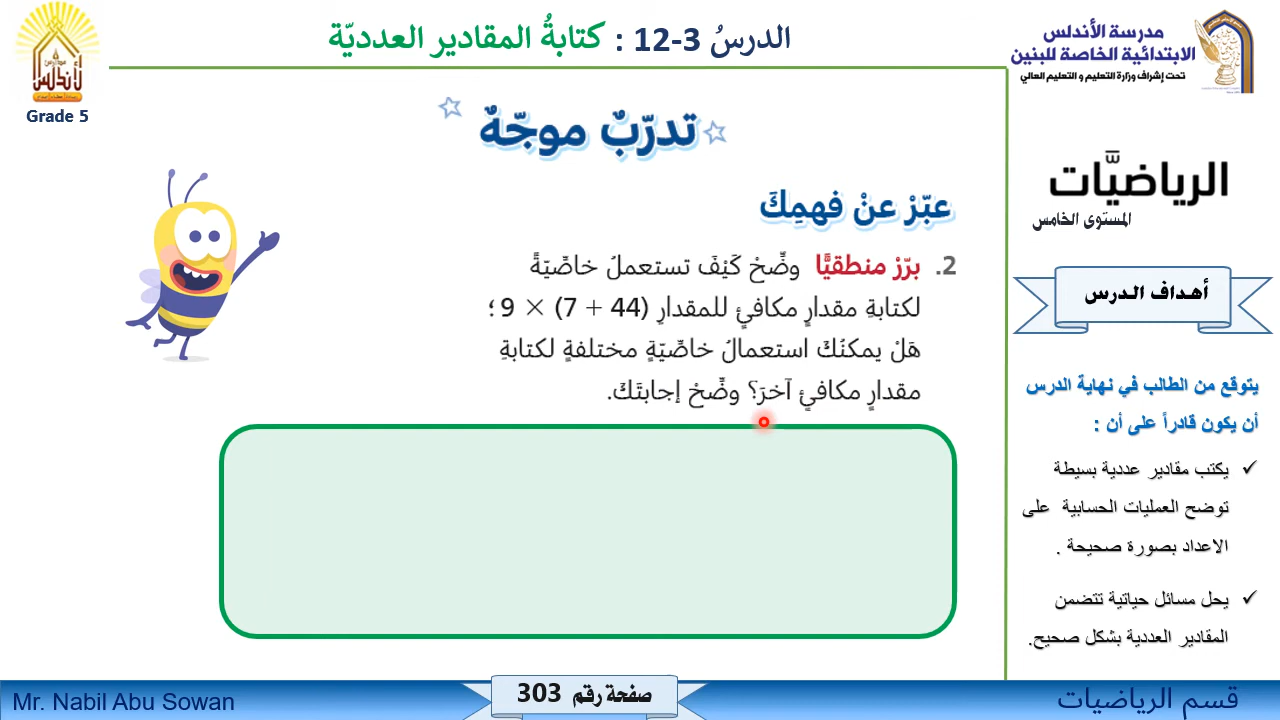 مدرسة الأندلس
الابتدائية الخاصة للبنين
تحت إشراف وزارة التعليم و التعليم العالي
الدرسُ 3-12 : كتابةُ المقادير العدديّة
Grade 5
الرياضيَّات
المستوى الخامس
أهداف الدرس
يتوقع من الطالب في نهاية الدرس
أن يكون قادراً على أن :
✓ يكتب مقادير عددية بسيطة
توضح العمليات الحسابية على
الاعداد بصورة صحيحة .
✓ يحل مسائل حياتية تتضمن
المقادير العددية بشكل صحيح.
تدرّبٌ موجّهٌ
عبّرْ عنْ فهمِكَ
2. برّرْ منطقيًّا وضِّحْ كَيْفَ تستعملُ خاصِّيّةً
لكتابةِ مقدارٍ مكافئٍ للمقدارِ 9 × (7 + 44) ؛
هَلْ يمكنُكَ استعمالُ خاصِّيّةٍ مختلفةٍ لكتابةِ
مقدارٍ مكافئٍ آخرَ؟ وضِّحْ إجابتَكَ.
قسم الرياضيات
صفحة رقم 303
Mr. Nabil Abu Sowan